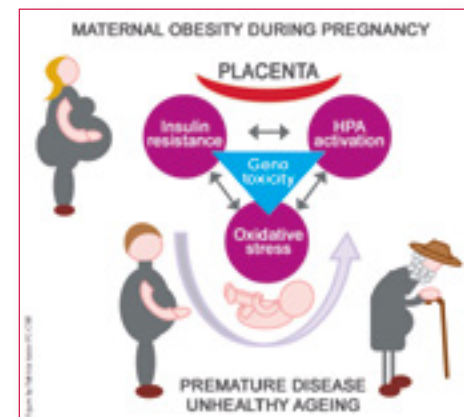 MATERNAL OBESITY DURING PREGNANCY
PLACENTA
Insulin
resistance
HPA
activation
Geno
toxicity
Oxidative
stress
PREMATURE DISEASE
UNHEALTHY AGEING